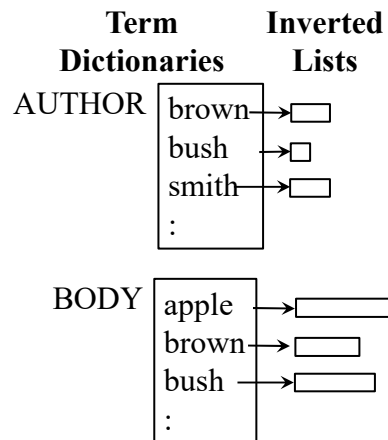 Term Inverted
Dictionaries Lists
AUTHOR brown
bush
smith
:
BODY apple
brown
bush
: